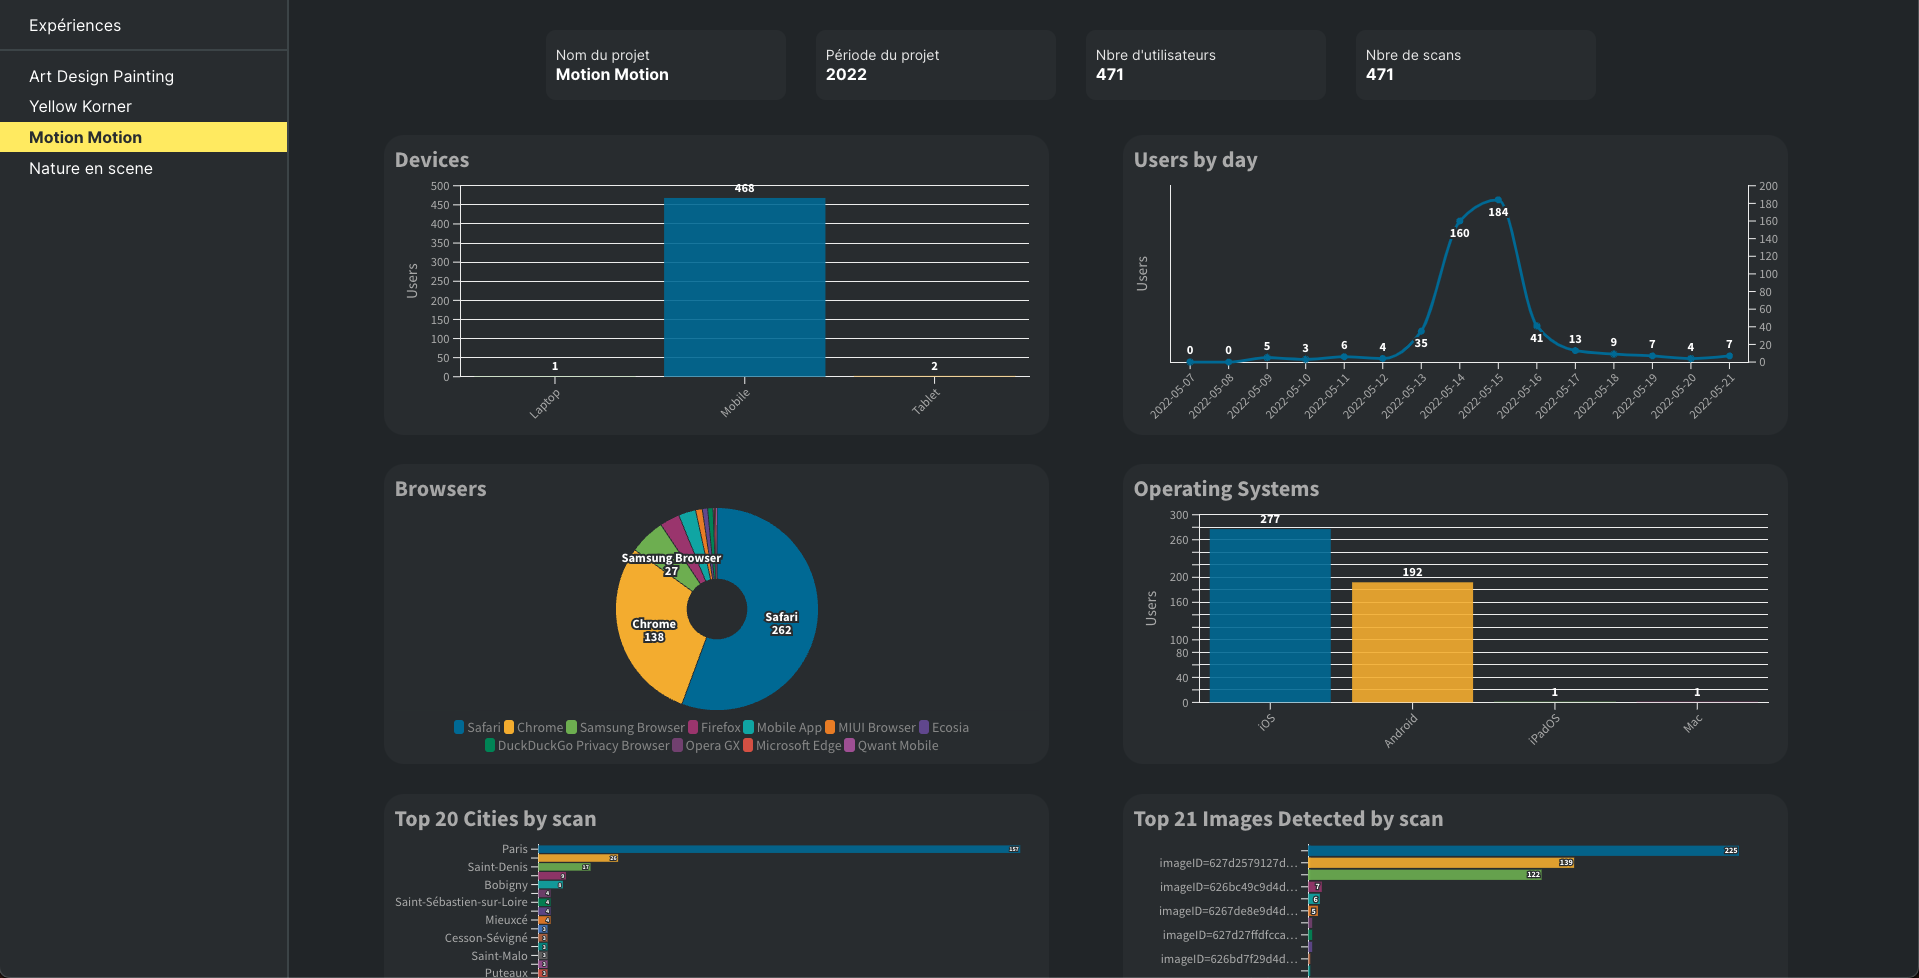 Expériences
Art Design Painting
Yellow Korner
Motion Motion
Nature en scene
Nom du projet
Motion Motion
Période du projet
2022
Nbre d'utilisateurs
471
Nbre de scans
471
Devices
500
450
400
350
300
250
200
150
100
50
0
Users
1
468
2
Laptop
Mobile
Tablet
Users by day
Users
200
180
160
140
120
100
80
60
40
20
0
0
0
5
3
6
4
35
160
184
41
13
9
7
4
7
2022-05-07
2022-05-08
2022-05-09
2022-05-10
2022-05-11
2022-05-12
2022-05-13
2022-05-14
2022-05-15
2022-05-16
2022-05-17
2022-05-18
2022-05-19
2022-05-20
2022-05-21
Browsers
Samsung Browser
27
Chrome
138
Safari
262
Safari Chrome Samsung Browser Firefox Mobile App MIUI Browser Ecosia
DuckDuckGo Privacy Browser Opera GX Microsoft Edge Qwant Mobile
Operating Systems
300
260
200
160
100
80
40
0
Users
277
192
1
1
iOS
Android
iPadOS
Mac
Top 20 Cities by scan
Paris 157
26
Saint-Denis 17
9
Bobigny 8
4
Saint-Sébastien-sur-Loire 4
4
Mieuxcé 4
Cesson-Sévigné
Saint-Malo
Puteaux
Top 21 Images Detected by scan
225
imageID=627d2579127d... 139
122
imageID=626bc49c9d4d... 7
6
imageID=6267de8e9d4d... 5
imageID=627d27ffdfcca...
imageID=626bd7f29d4d...